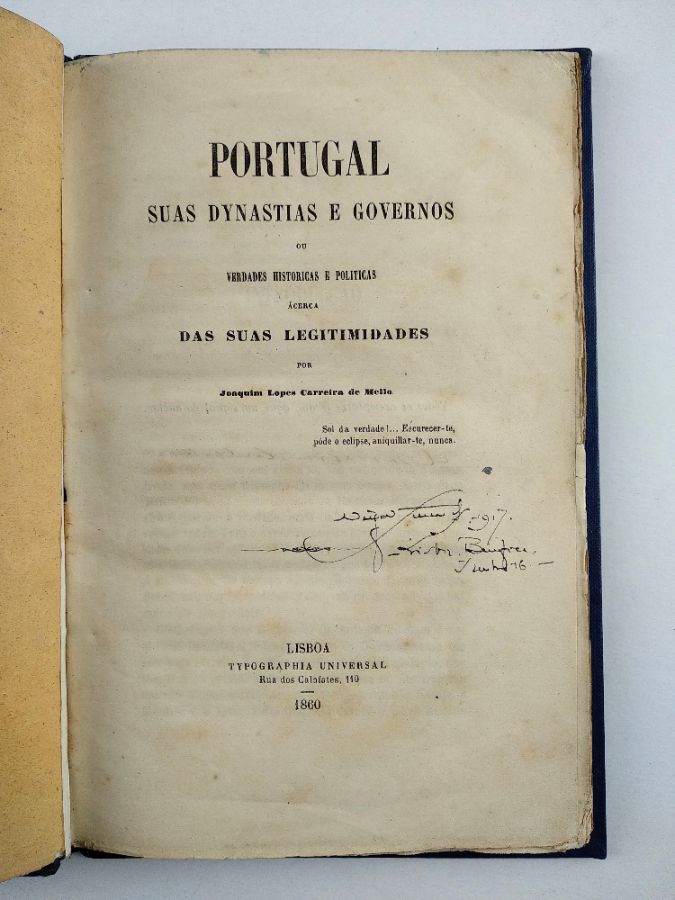 PORTUGAL
SUAS DYNASTIAS E GOVERNOS
OU
VERDADES HISTORICAS E POLITICAS
ÁCERCA
DAS SUAS LEGITIMIDADES
POR
Joaquim Lopes Carreira de Mello
Sol da verdade!... Escurecer-te,
póde o eclipse, aniquillar-te, nunca.
1917.
LISBOA
TYPOGRAPHIA UNIVERSAL
Rua dos Calafates, 110
1860